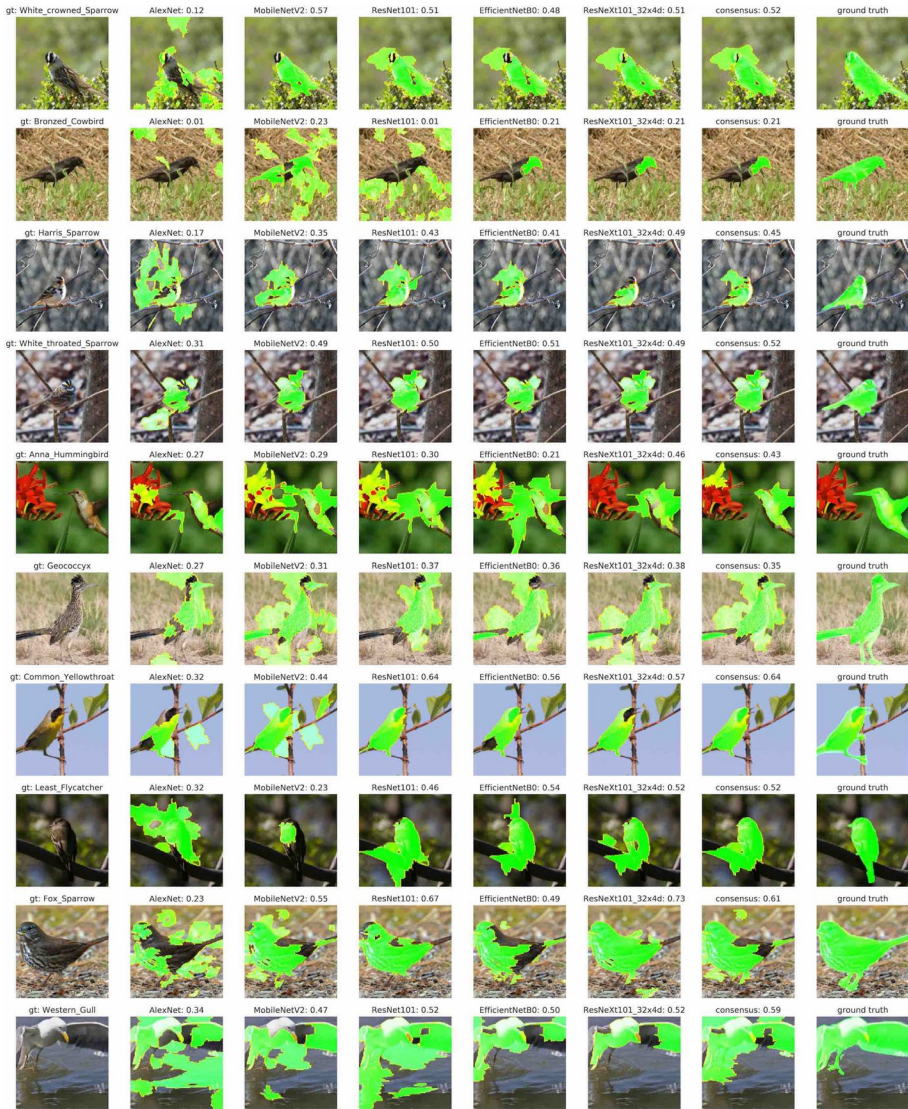 gt: White_crowned_Sparrow AlexNet: 0.12 MobileNetV2: 0.57 ResNet101: 0.51 EfficientNetB0: 0.48 ResNeXt101_32x4d: 0.51 consensus: 0.52 ground truth
gt: Bronzed_Cowbird AlexNet: 0.01 MobileNetV2: 0.23 ResNet101: 0.01 EfficientNetB0: 0.21 ResNeXt101_32x4d: 0.21 consensus: 0.21 ground truth
gt: Harris_Sparrow AlexNet: 0.17 MobileNetV2: 0.35 ResNet101: 0.43 EfficientNetB0: 0.41 ResNeXt101_32x4d: 0.49 consensus: 0.45 ground truth
gt: White_throated_Sparrow AlexNet: 0.31 MobileNetV2: 0.49 ResNet101: 0.50 EfficientNetB0: 0.51 ResNeXt101_32x4d: 0.49 consensus: 0.52 ground truth
gt: Anna_Hummingbird AlexNet: 0.27 MobileNetV2: 0.29 ResNet101: 0.30 EfficientNetB0: 0.21 ResNeXt101_32x4d: 0.46 consensus: 0.43 ground truth
gt: Geococcyx AlexNet: 0.27 MobileNetV2: 0.31 ResNet101: 0.37 EfficientNetB0: 0.36 ResNeXt101_32x4d: 0.38 consensus: 0.35 ground truth
gt: Common_Yellowthroat AlexNet: 0.32 MobileNetV2: 0.44 ResNet101: 0.64 EfficientNetB0: 0.56 ResNeXt101_32x4d: 0.57 consensus: 0.64 ground truth
gt: Least_Flycatcher AlexNet: 0.32 MobileNetV2: 0.23 ResNet101: 0.46 EfficientNetB0: 0.54 ResNeXt101_32x4d: 0.52 consensus: 0.52 ground truth
gt: Fox_Sparrow AlexNet: 0.23 MobileNetV2: 0.55 ResNet101: 0.67 EfficientNetB0: 0.49 ResNeXt101_32x4d: 0.73 consensus: 0.61 ground truth
gt: Western_Gull AlexNet: 0.34 MobileNetV2: 0.47 ResNet101: 0.52 EfficientNetB0: 0.50 ResNeXt101_32x4d: 0.52 consensus: 0.59 ground truth